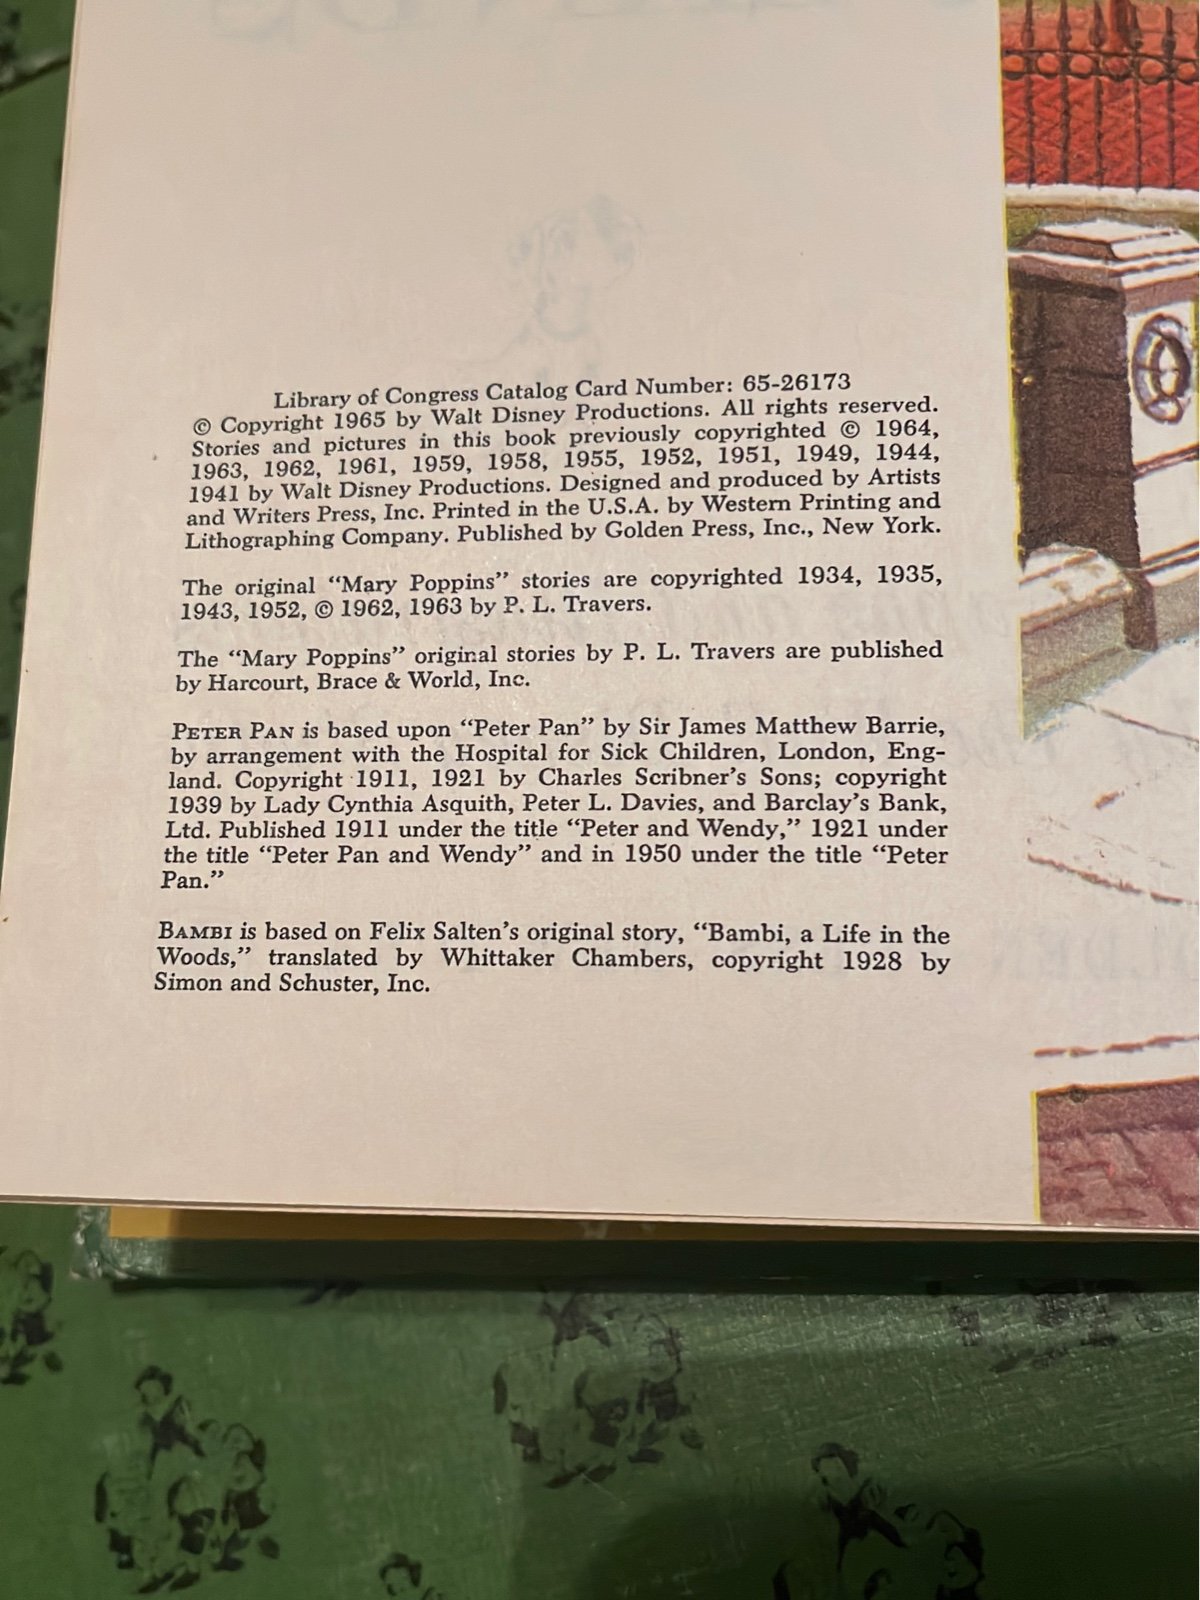 Library of Congress Catalog Card Number: 65-26173
© Copyright 1965 by Walt Disney Productions. All rights reserved.
Stories and pictures in this book previously copyrighted © 1964,
1963, 1962, 1961, 1959, 1958, 1955, 1952, 1951, 1949, 1944,
1941 by Walt Disney Productions. Designed and produced by Artists
and Writers Press, Inc. Printed in the U.S.A. by Western Printing and
Lithographing Company. Published by Golden Press, Inc., New York.
The original “Mary Poppins” stories are copyrighted 1934, 1935,
1943, 1952, © 1962, 1963 by P. L. Travers.
The “Mary Poppins” original stories by P. L. Travers are published
by Harcourt, Brace & World, Inc.
PETER PAN is based upon “Peter Pan” by Sir James Matthew Barrie,
by arrangement with the Hospital for Sick Children, London, Eng-
land. Copyright 1911, 1921 by Charles Scribner’s Sons; copyright
1939 by Lady Cynthia Asquith, Peter L. Davies, and Barclay’s Bank,
Ltd. Published 1911 under the title “Peter and Wendy,” 1921 under
the title “Peter Pan and Wendy” and in 1950 under the title “Peter
Pan.”
BAMBI is based on Felix Salten’s original story, “Bambi, a Life in the
Woods,” translated by Whittaker Chambers, copyright 1928 by
Simon and Schuster, Inc.